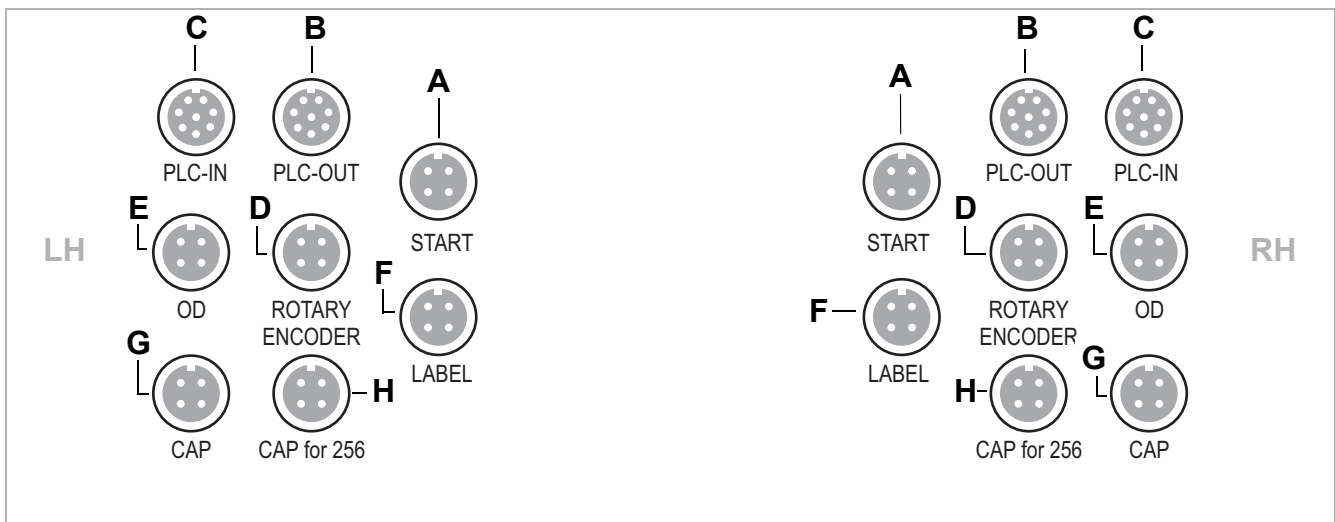 C B B C
A A
PLC-IN PLC-OUT PLC-OUT PLC-IN
E D D E
START START
LH RH
F
OD ROTARY ENCODER ROTARY ENCODER OD
F
G LABEL LABEL G
H H
CAP CAP for 256 CAP for 256 CAP